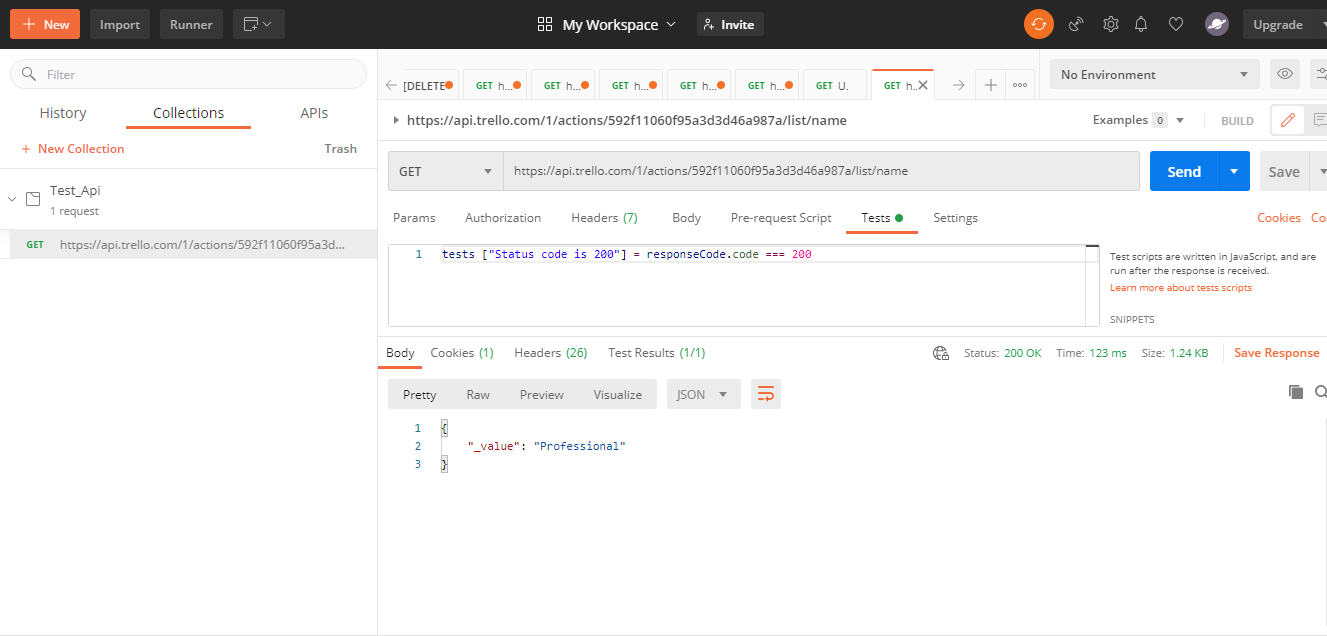 + New Import Runner My Workspace Invite Upgrade
Filter
History Collections APIs
+ New Collection Trash
Test_Api
1 request
GET https://api.trello.com/1/actions/592f11060f95a3d...
[DELETE GET h... GET h... GET h... GET h... GET h... GET U. GET h. No Environment
https://api.trello.com/1/actions/592f11060f95a3d3d46a987a/list/name Examples 0 BUILD
GET https://api.trello.com/1/actions/592f11060f95a3d3d46a987a/list/name Send Save
Params Authorization Headers (7) Body Pre-request Script Tests Settings Cookies Co
1 tests ["Status code is 200"] = responseCode.code === 200
Test scripts are written in JavaScript, and are
run after the response is received.
Learn more about tests scripts
SNIPPETS
Body Cookies (1) Headers (26) Test Results (1/1) Status: 200 OK Time: 123 ms Size: 1.24 KB Save Response
Pretty Raw Preview Visualize JSON
1 {
2 "_value": "Professional"
3 }